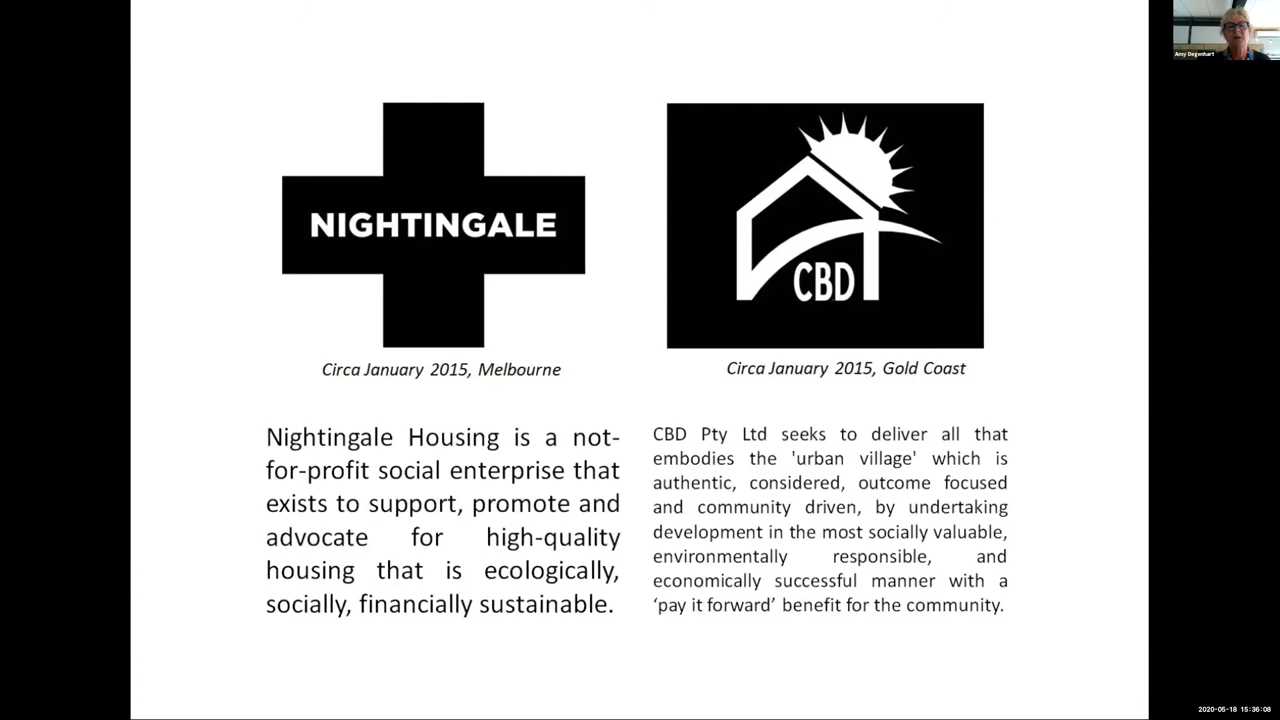 Amy Degenhart
NIGHTINGALE
CBD
Circa January 2015, Melbourne
Circa January 2015, Gold Coast
Nightingale Housing is a not-
for-profit social enterprise that
exists to support, promote and
advocate for high-quality
housing that is ecologically,
socially, financially sustainable.
CBD Pty Ltd seeks to deliver all that
embodies the 'urban village' which is
authentic, considered, outcome focused
and community driven, by undertaking
development in the most socially valuable,
environmentally responsible, and
economically successful manner with a
‘pay it forward’ benefit for the community.
2020-05-18 15:36:08